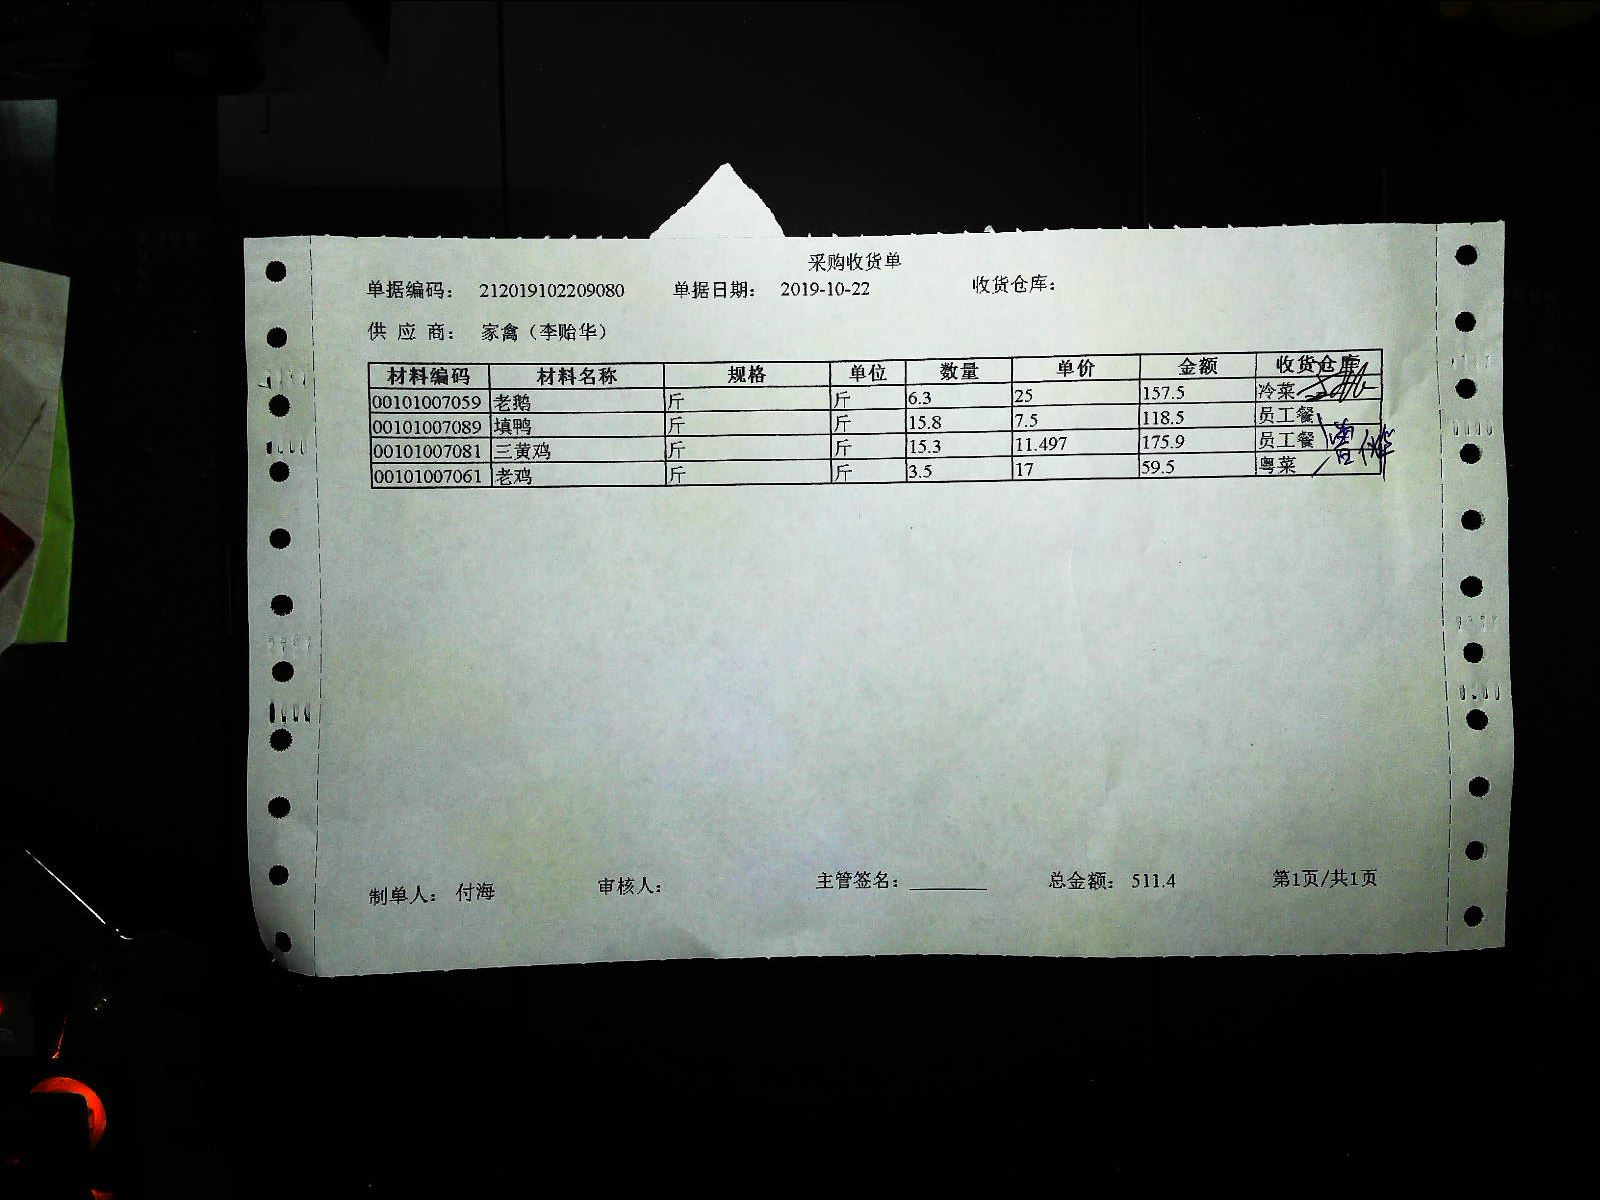 采购收货单
单据编码： 212019102209080 单据日期： 2019-10-22 收货仓库：
供 应 商： 家禽（李贻华）
材料编码 材料名称 规格 单位 数量 单价 金额 收货仓库
00101007059 老鹅 斤 斤 6.3 25 157.5 冷菜
00101007089 填鸭 斤 斤 15.8 7.5 118.5 员工餐
00101007081 三黄鸡 斤 斤 15.3 11.497 175.9 员工餐
00101007061 老鸡 斤 斤 3.5 17 59.5 粤菜
制单人： 付海 审核人： 主管签名： 总金额： 511.4 第1页/共1页